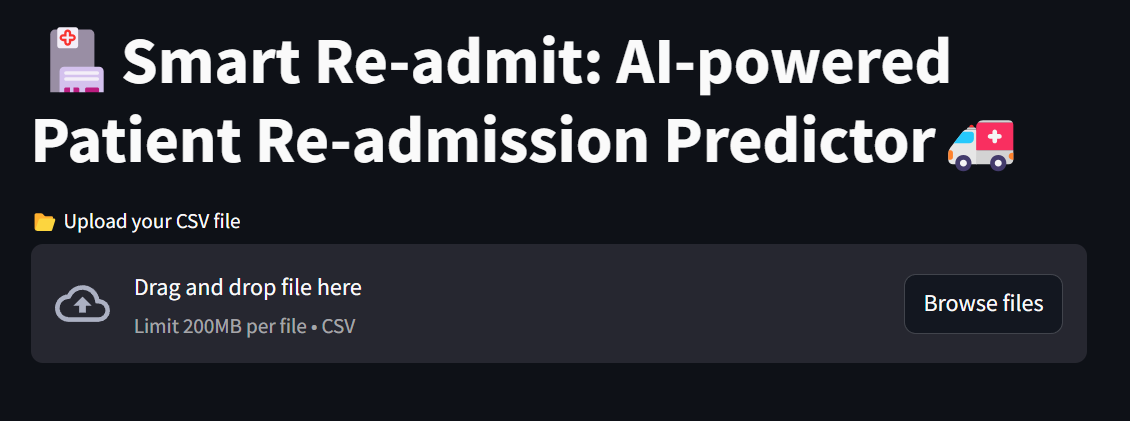 Smart Re-admit: AI-powered
Patient Re-admission Predictor
Upload your CSV file
Drag and drop file here
Limit 200MB per file • CSV
Browse files